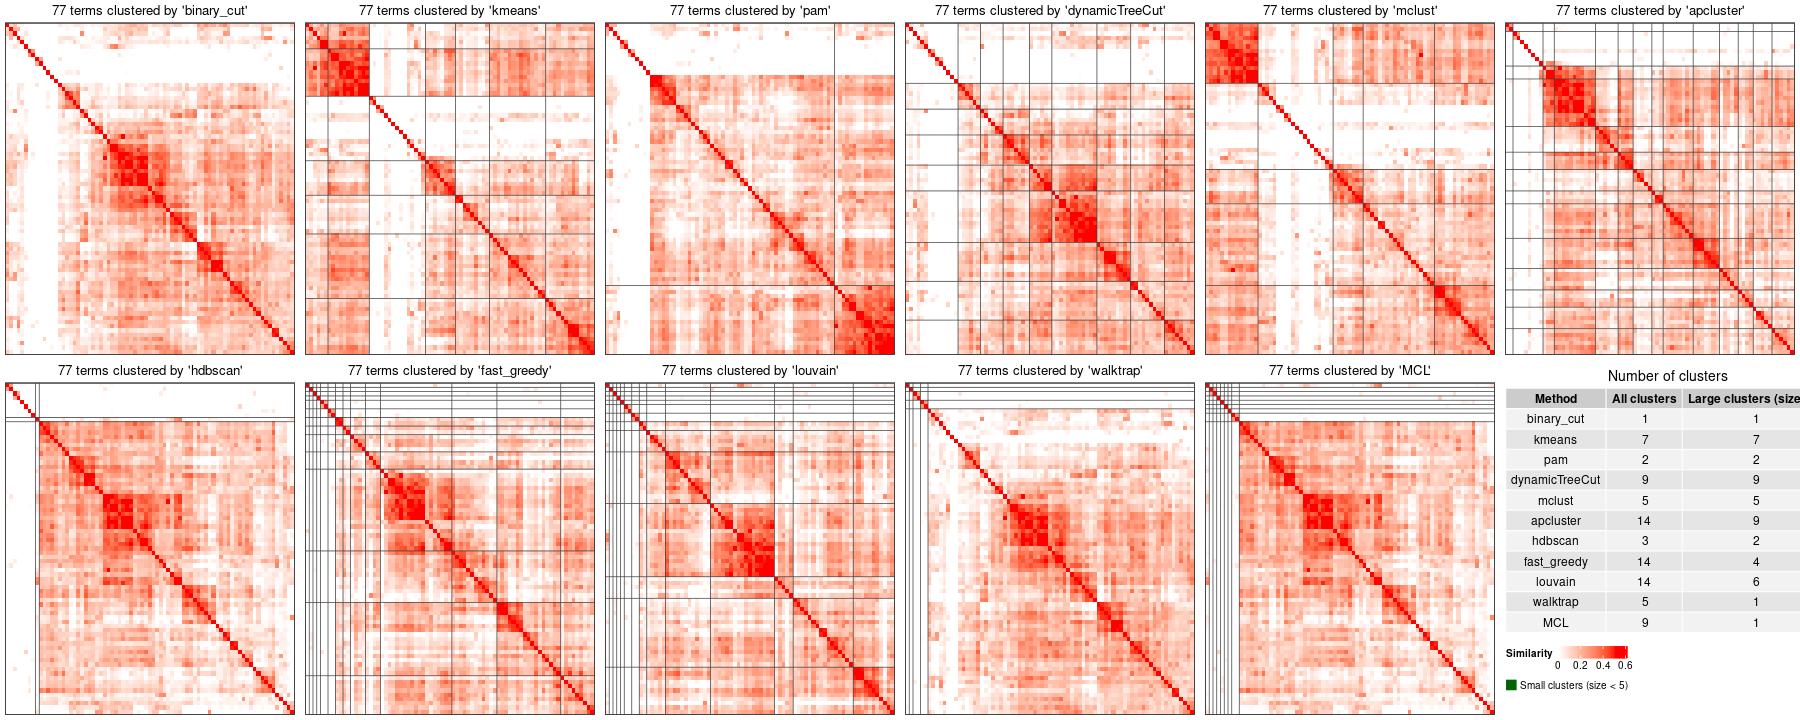 77 terms clustered by 'binary_cut'
77 terms clustered by 'kmeans'
77 terms clustered by 'pam'
77 terms clustered by 'dynamicTreeCut'
77 terms clustered by 'mclust'
77 terms clustered by 'apcluster'
77 terms clustered by 'hdbscan'
77 terms clustered by 'fast_greedy'
77 terms clustered by 'louvain'
77 terms clustered by 'walktrap'
77 terms clustered by 'MCL'
Number of clusters
Method All clusters Large clusters (size
binary_cut 1 1
kmeans 7 7
pam 2 2
dynamicTreeCut 9 9
mclust 5 5
apcluster 14 9
hdbscan 3 2
fast_greedy 14 4
louvain 14 6
walktrap 5 1
MCL 9 1
Similarity
0 0.2 0.4 0.6
Small clusters (size < 5)